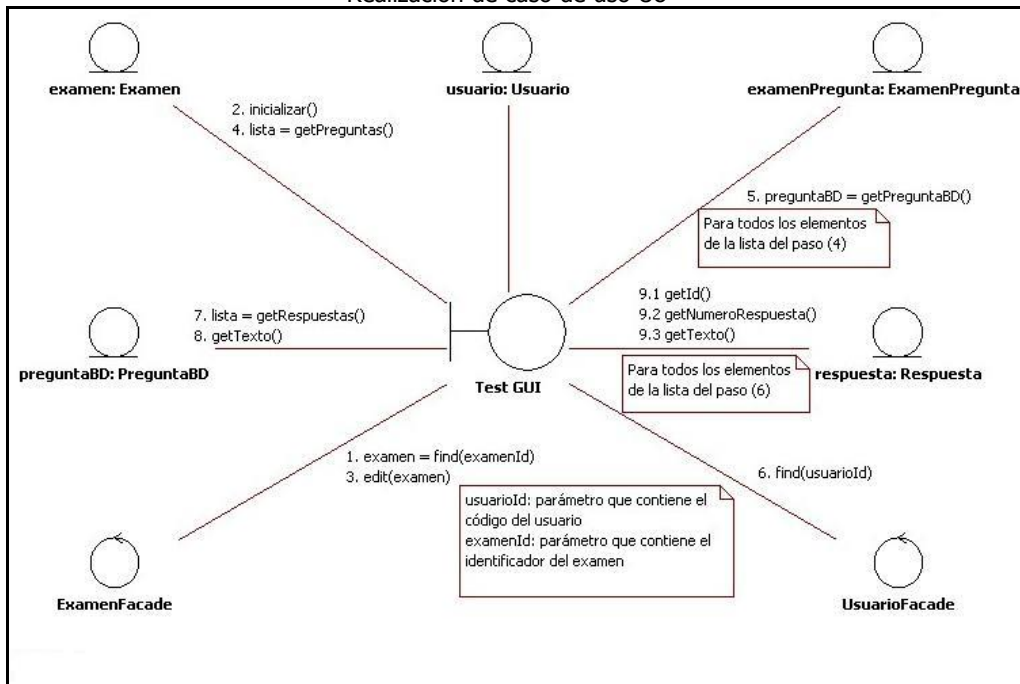 examen: Examen
usuario: Usuario
examenPregunta: ExamenPregunta
2. inicializar()
4. lista = getPreguntas()
5. preguntaBD = getPreguntaBD()
Para todos los elementos
de la lista del paso (4)
7. lista = getRespuestas()
8. getTexto()
9.1 getId()
9.2 getNumeroRespuesta()
9.3 getTexto()
preguntaBD: PreguntaBD
Test GUI
Para todos los elementos
de la lista del paso (6)
respuesta: Respuesta
1. examen = find(examenId)
3. edit(examen)
6. find(usuarioId)
usuarioId: parámetro que contiene el
código del usuario
examenId: parámetro que contiene el
identificador del examen
ExamenFacade
UsuarioFacade